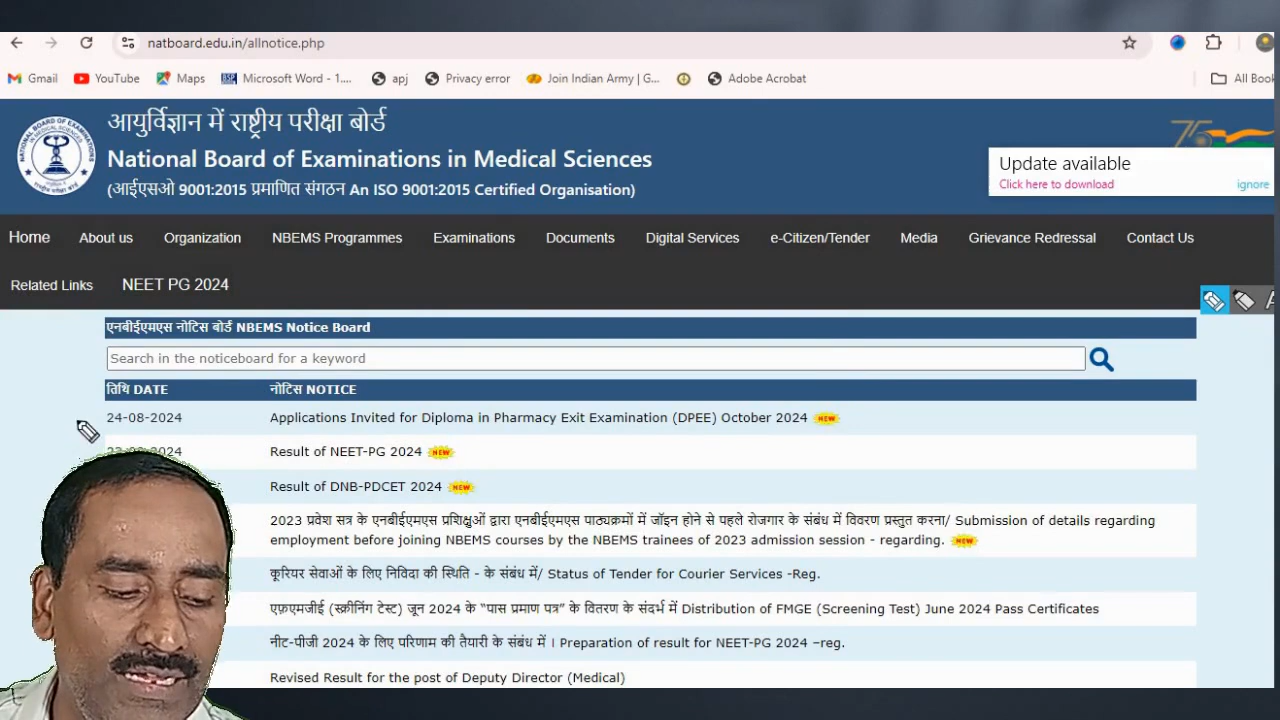 natboard.edu.in/allnotice.php
Gmail YouTube Maps Microsoft Word - 1.... apj Privacy error Join Indian Army | G... Adobe Acrobat All Book
आयुर्विज्ञान में राष्ट्रीय परीक्षा बोर्ड
National Board of Examinations in Medical Sciences
(आईएसओ 9001:2015 प्रमाणित संगठन An ISO 9001:2015 Certified Organisation)
75
Update available
Click here to download ignore
Home About us Organization NBEMS Programmes Examinations Documents Digital Services e-Citizen/Tender Media Grievance Redressal Contact Us
Related Links NEET PG 2024
एनबीईएमएस नोटिस बोर्ड NBEMS Notice Board
Search in the noticeboard for a keyword
तिथि DATE नोटिस NOTICE
24-08-2024 Applications Invited for Diploma in Pharmacy Exit Examination (DPEE) October 2024 NEW
Result of NEET-PG 2024 NEW
Result of DNB-PDCET 2024 NEW
2023 प्रवेश सत्र के एनबीईएमएस प्रशिक्षुओं द्वारा एनबीईएमएस पाठ्यक्रमों में जॉइन होने से पहले रोजगार के संबंध में विवरण प्रस्तुत करना/ Submission of details regarding
employment before joining NBEMS courses by the NBEMS trainees of 2023 admission session - regarding. NEW
कूरियर सेवाओं के लिए निविदा की स्थिति - के संबंध में/ Status of Tender for Courier Services -Reg.
एफ़एमजीई (स्क्रीनिंग टेस्ट) जून 2024 के “पास प्रमाण पत्र” के वितरण के संदर्भ में Distribution of FMGE (Screening Test) June 2024 Pass Certificates
नीट-पीजी 2024 के लिए परिणाम की तैयारी के संबंध में । Preparation of result for NEET-PG 2024 –reg.
Revised Result for the post of Deputy Director (Medical)